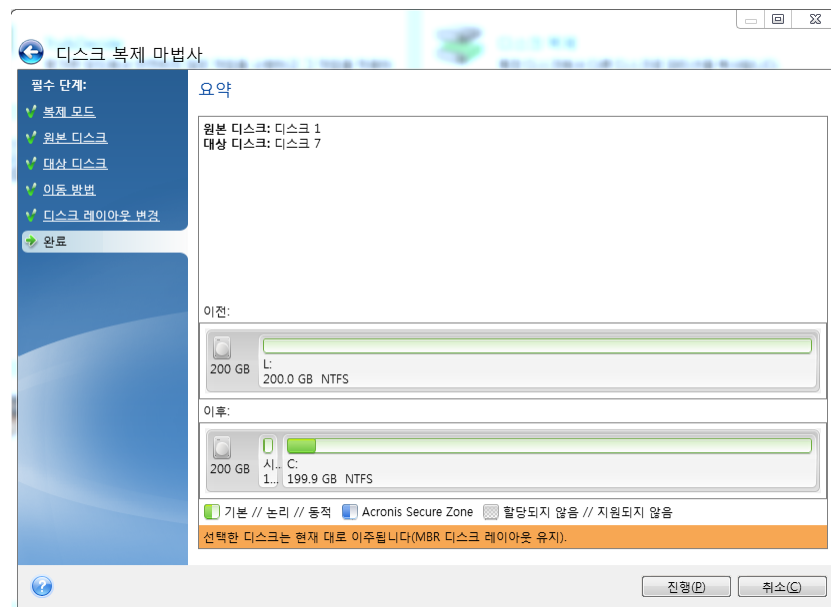 디스크 복제 마법사
필수 단계:
복제 모드
원본 디스크
대상 디스크
이동 방법
디스크 레이아웃 변경
완료
요약
원본 디스크: 디스크 1
대상 디스크: 디스크 7
이전:
200 GB
L:
200.0 GB NTFS
이후:
200 GB
시... C:
1... 199.9 GB NTFS
기본 // 논리 // 동적 Acronis Secure Zone 할당되지 않음 // 지원되지 않음
선택한 디스크는 현재 대로 이주됩니다(MBR 디스크 레이아웃 유지).
진행(P) 취소(C)